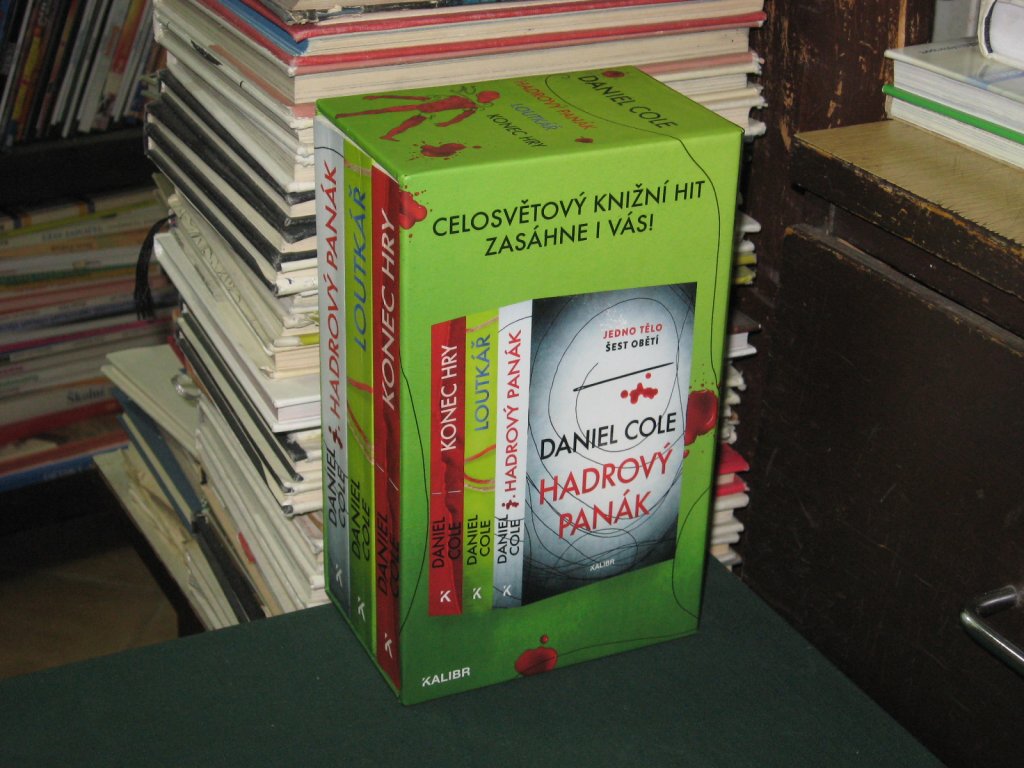 DANIEL COLE
HADROVÝ PANÁK
LOUTKÁŘ
KONEC HRY
DANIEL COLE HADROVÝ PANÁK
DANIEL COLE LOUTKÁŘ
DANIEL COLE KONEC HRY
CELOSVĚTOVÝ KNIŽNÍ HIT
ZASÁHNE I VÁS!
DANIEL COLE KONEC HRY
DANIEL COLE LOUTKÁŘ
DANIEL COLE HADROVÝ PANÁK
JEDNO TĚLO
ŠEST OBĚTÍ
DANIEL COLE
HADROVÝ
PANÁK
KALIBR
KALIBR